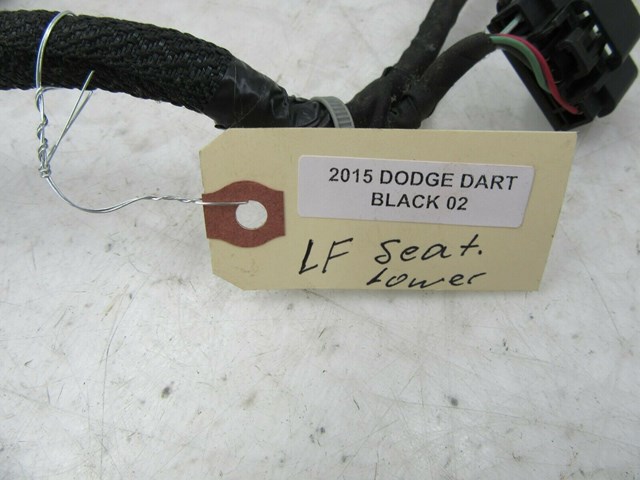 2015 DODGE DART
BLACK 02
LF Seat.
Lower